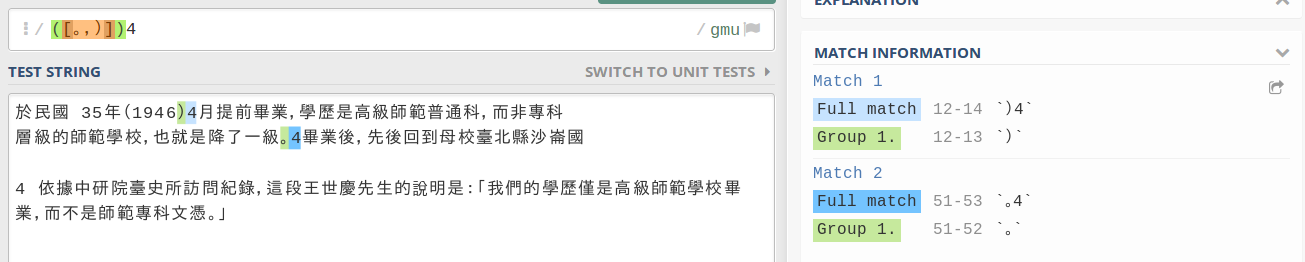 EXPLANATION
/ ([。,)])4 / gmu
MATCH INFORMATION
TEST STRING SWITCH TO UNIT TESTS
Match 1
Full match 12-14 `)4`
Group 1. 12-13 `)`
Match 2
Full match 51-53 `。4`
Group 1. 51-52 `。`
於民國 35年(1946)4月提前畢業,學歷是高級師範普通科,而非專科
層級的師範學校,也就是降了一級。4畢業後,先後回到母校臺北縣沙崙國
4 依據中研院臺史所訪問紀錄,這段王世慶先生的說明是:「我們的學歷僅是高級師範學校畢
業,而不是師範專科文憑。」